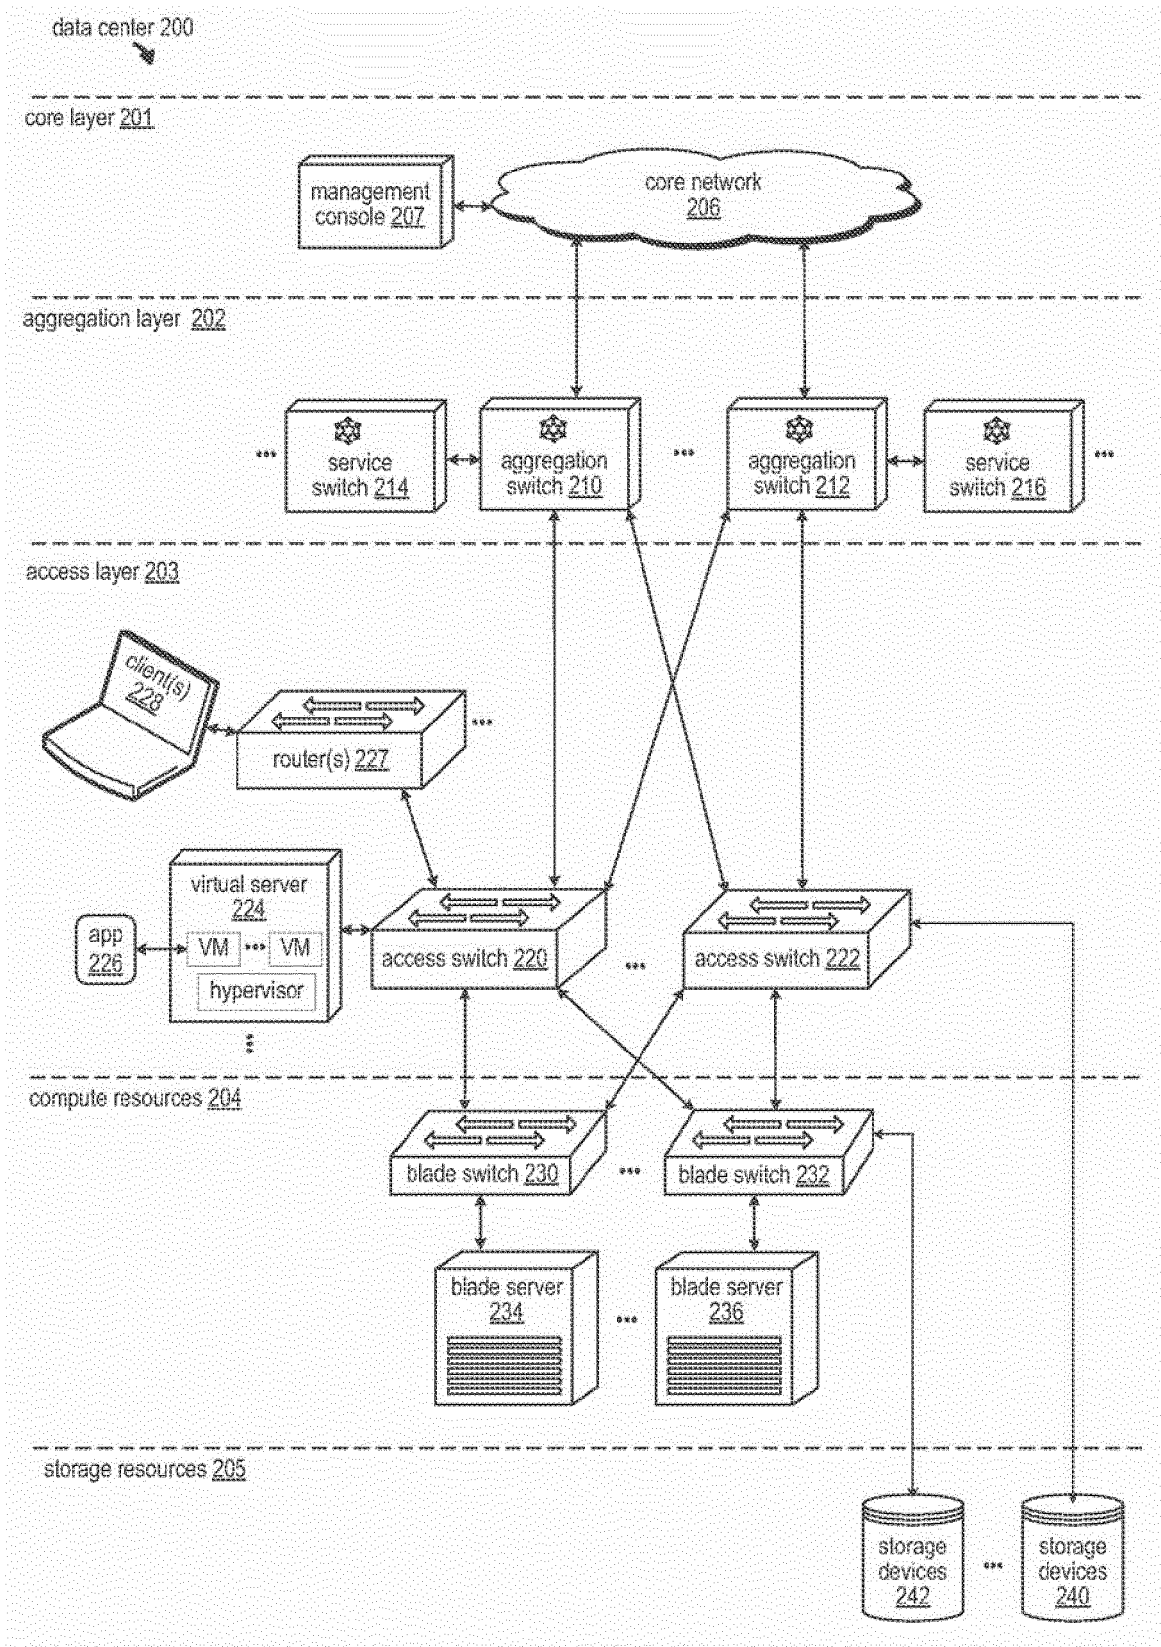 data center 200
core layer 201
management
console 207
core network
206
aggregation layer 202
...
service
switch 214
aggregation
switch 210
...
aggregation
switch 212
service
switch 216
...
access layer 203
client(s)
228
router(s) 227
...
virtual server
224
VM ... VM
hypervisor
...
app
226
access switch 220
...
access switch 222
compute resources 204
blade switch 230
...
blade switch 232
blade server
234
...
blade server
236
storage resources 205
storage
devices
242
...
storage
devices
240